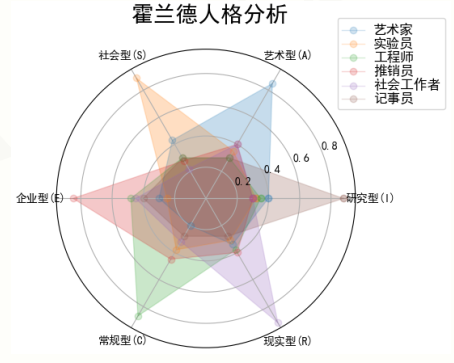 霍兰德人格分析
艺术家
实验员
工程师
推销员
社会工作者
记事员
社会型(S)
艺术型(A)
0.8
0.6
0.4
0.2
企业型(E)
研究型(I)
常规型(C)
现实型(R)